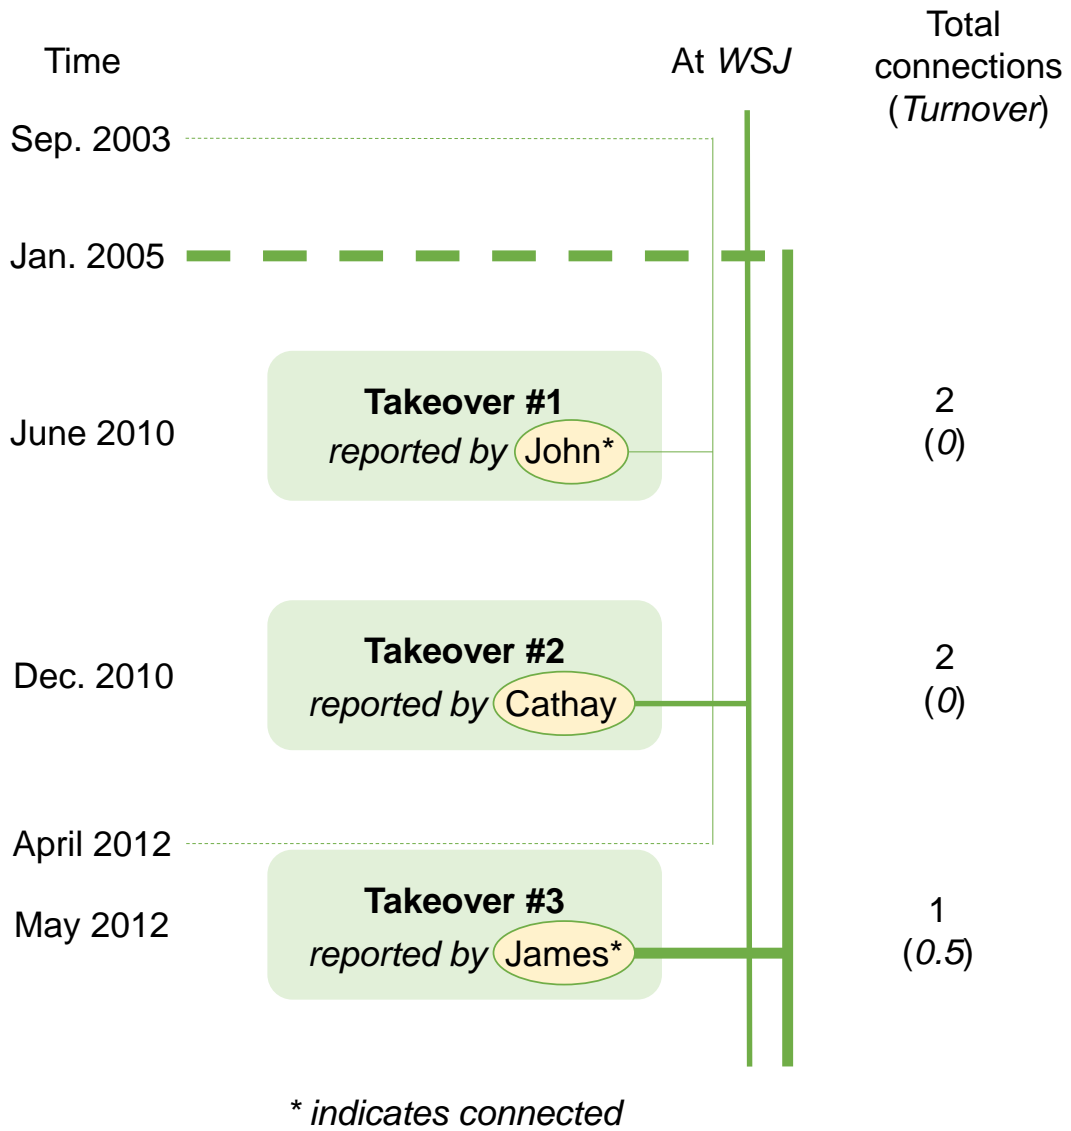 Time
At WSJ
Total
connections
(Turnover)
Sep. 2003
Jan. 2005
June 2010
Takeover #1
reported by John*
2
(0)
Dec. 2010
Takeover #2
reported by Cathay
2
(0)
April 2012
May 2012
Takeover #3
reported by James*
1
(0.5)
* indicates connected